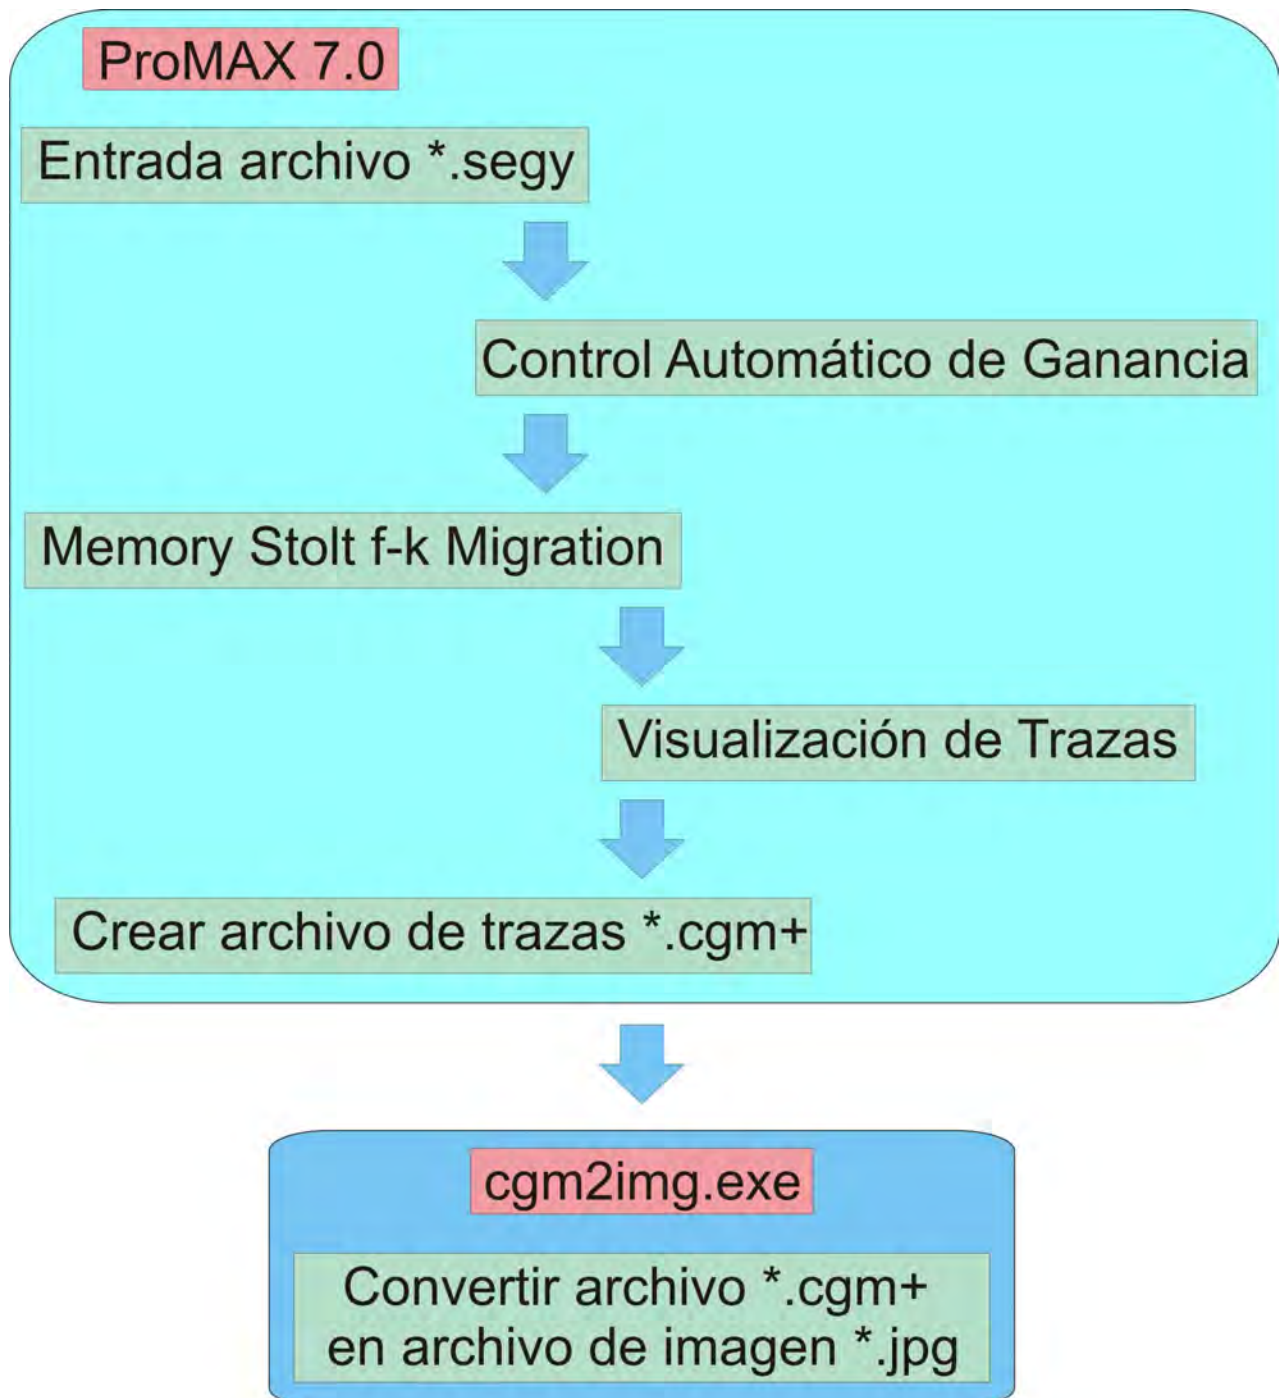 ProMAX 7.0
Entrada archivo *.segy
Control Automático de Ganancia
Memory Stolt f-k Migration
Visualización de Trazas
Crear archivo de trazas *.cgm+
cgm2img.exe
Convertir archivo *.cgm+
en archivo de imagen *.jpg